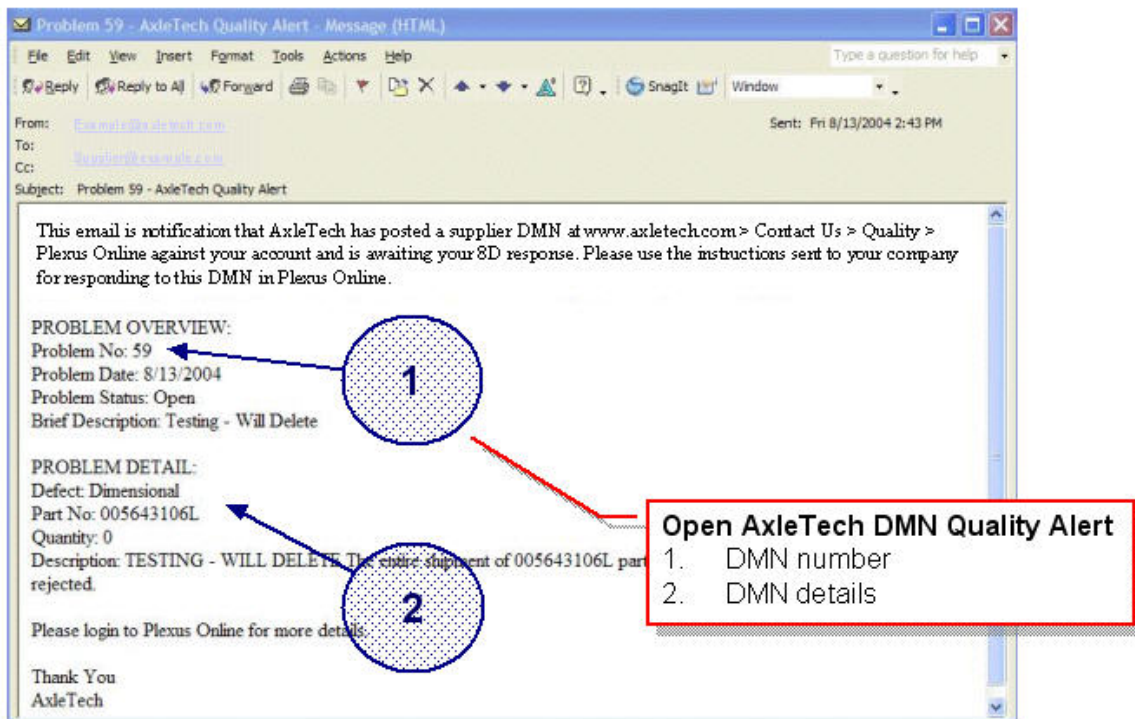 Problem 59 - AxleTech Quality Alert - Message (HTML)
File Edit View Insert Format Tools Actions Help
Type a question for help
Reply Reply to All Forward SnagIt Window
From: Example@axletech.com
Sent: Fri 8/13/2004 2:43 PM
To:
Supplier@example.com
Cc:
Subject: Problem 59 - AxleTech Quality Alert
This email is notification that AxleTech has posted a supplier DMN at www.axletech.com > Contact Us > Quality >
Plexus Online against your account and is awaiting your 8D response. Please use the instructions sent to your company
for responding to this DMN in Plexus Online.
PROBLEM OVERVIEW:
Problem No: 59
Problem Date: 8/13/2004
Problem Status: Open
Brief Description: Testing - Will Delete
1
PROBLEM DETAIL:
Defect: Dimensional
Part No: 005643106L
Quantity: 0
Description: TESTING - WILL DELETE The entire shipment of 005643106L part
rejected.
2
Please login to Plexus Online for more details.
Thank You
AxleTech
Open AxleTech DMN Quality Alert
1. DMN number
2. DMN details